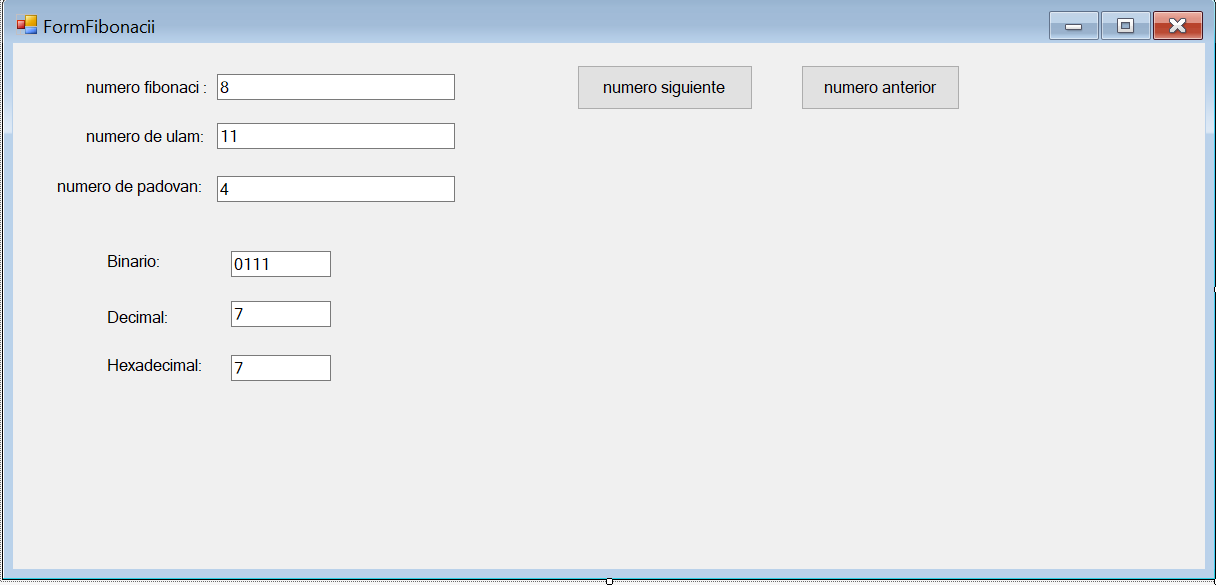 FormFibonacii
numero fibonaci : 8
numero siguiente
numero anterior
numero de ulam: 11
numero de padovan: 4
Binario: 0111
Decimal: 7
Hexadecimal: 7